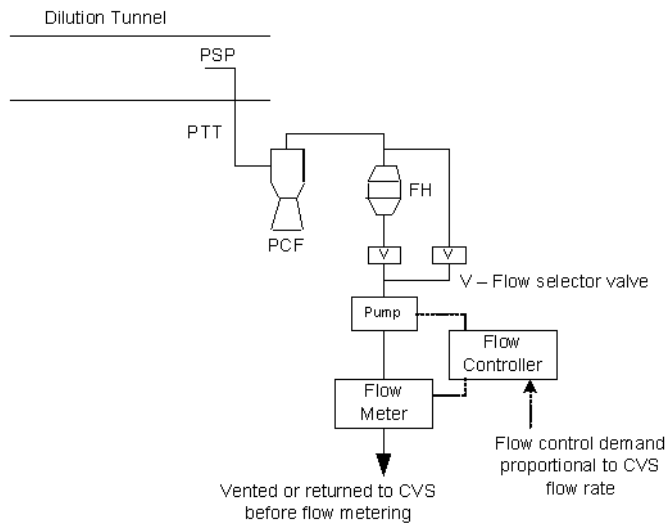 Dilution Tunnel
PSP
PTT
FH
PCF
V
V
V – Flow selector valve
Pump
Flow
Controller
Flow
Meter
Flow control demand
proportional to CVS
flow rate
Vented or returned to CVS
before flow metering